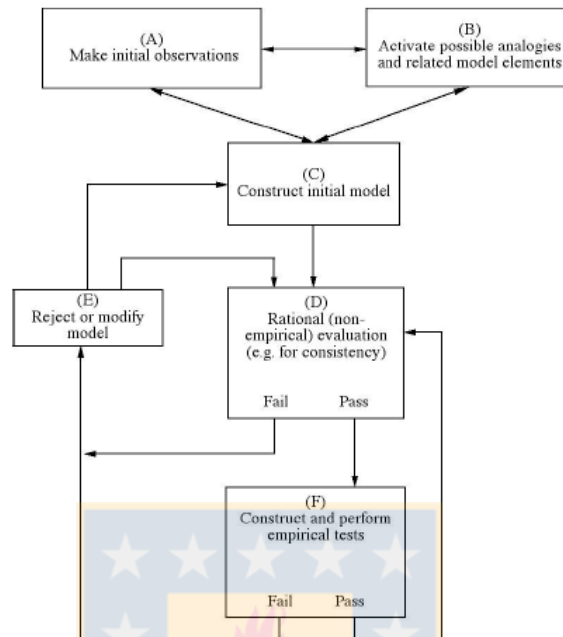 (A)
Make initial observations
(B)
Activate possible analogies
and related model elements
(C)
Construct initial model
(E)
Reject or modify
model
(D)
Rational (non-
empirical) evaluation
(e.g. for consistency)
Fail Pass
(F)
Construct and perform
empirical tests
Fail Pass